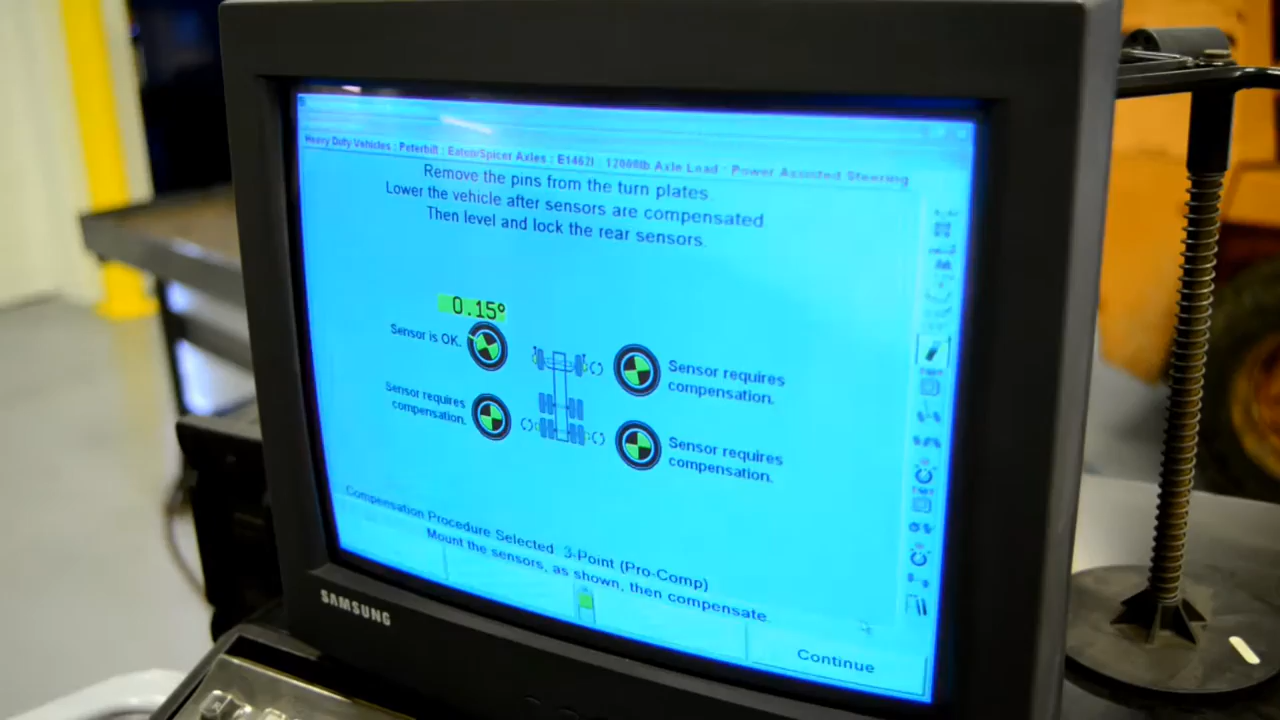 Heavy Duty Vehicles : Peterbilt : Eaton/Spicer Axles : E1462I : 12000lb Axle Load : Power Assisted Steering
Remove the pins from the turn plates.
Lower the vehicle after sensors are compensated
Then level and lock the rear sensors.
0.15°
Sensor is OK.
Sensor requires
compensation.
Sensor requires
compensation.
Sensor requires
compensation.
Compensation Procedure Selected: 3-Point (Pro-Comp)
Mount the sensors, as shown, then compensate.
Continue
SAMSUNG